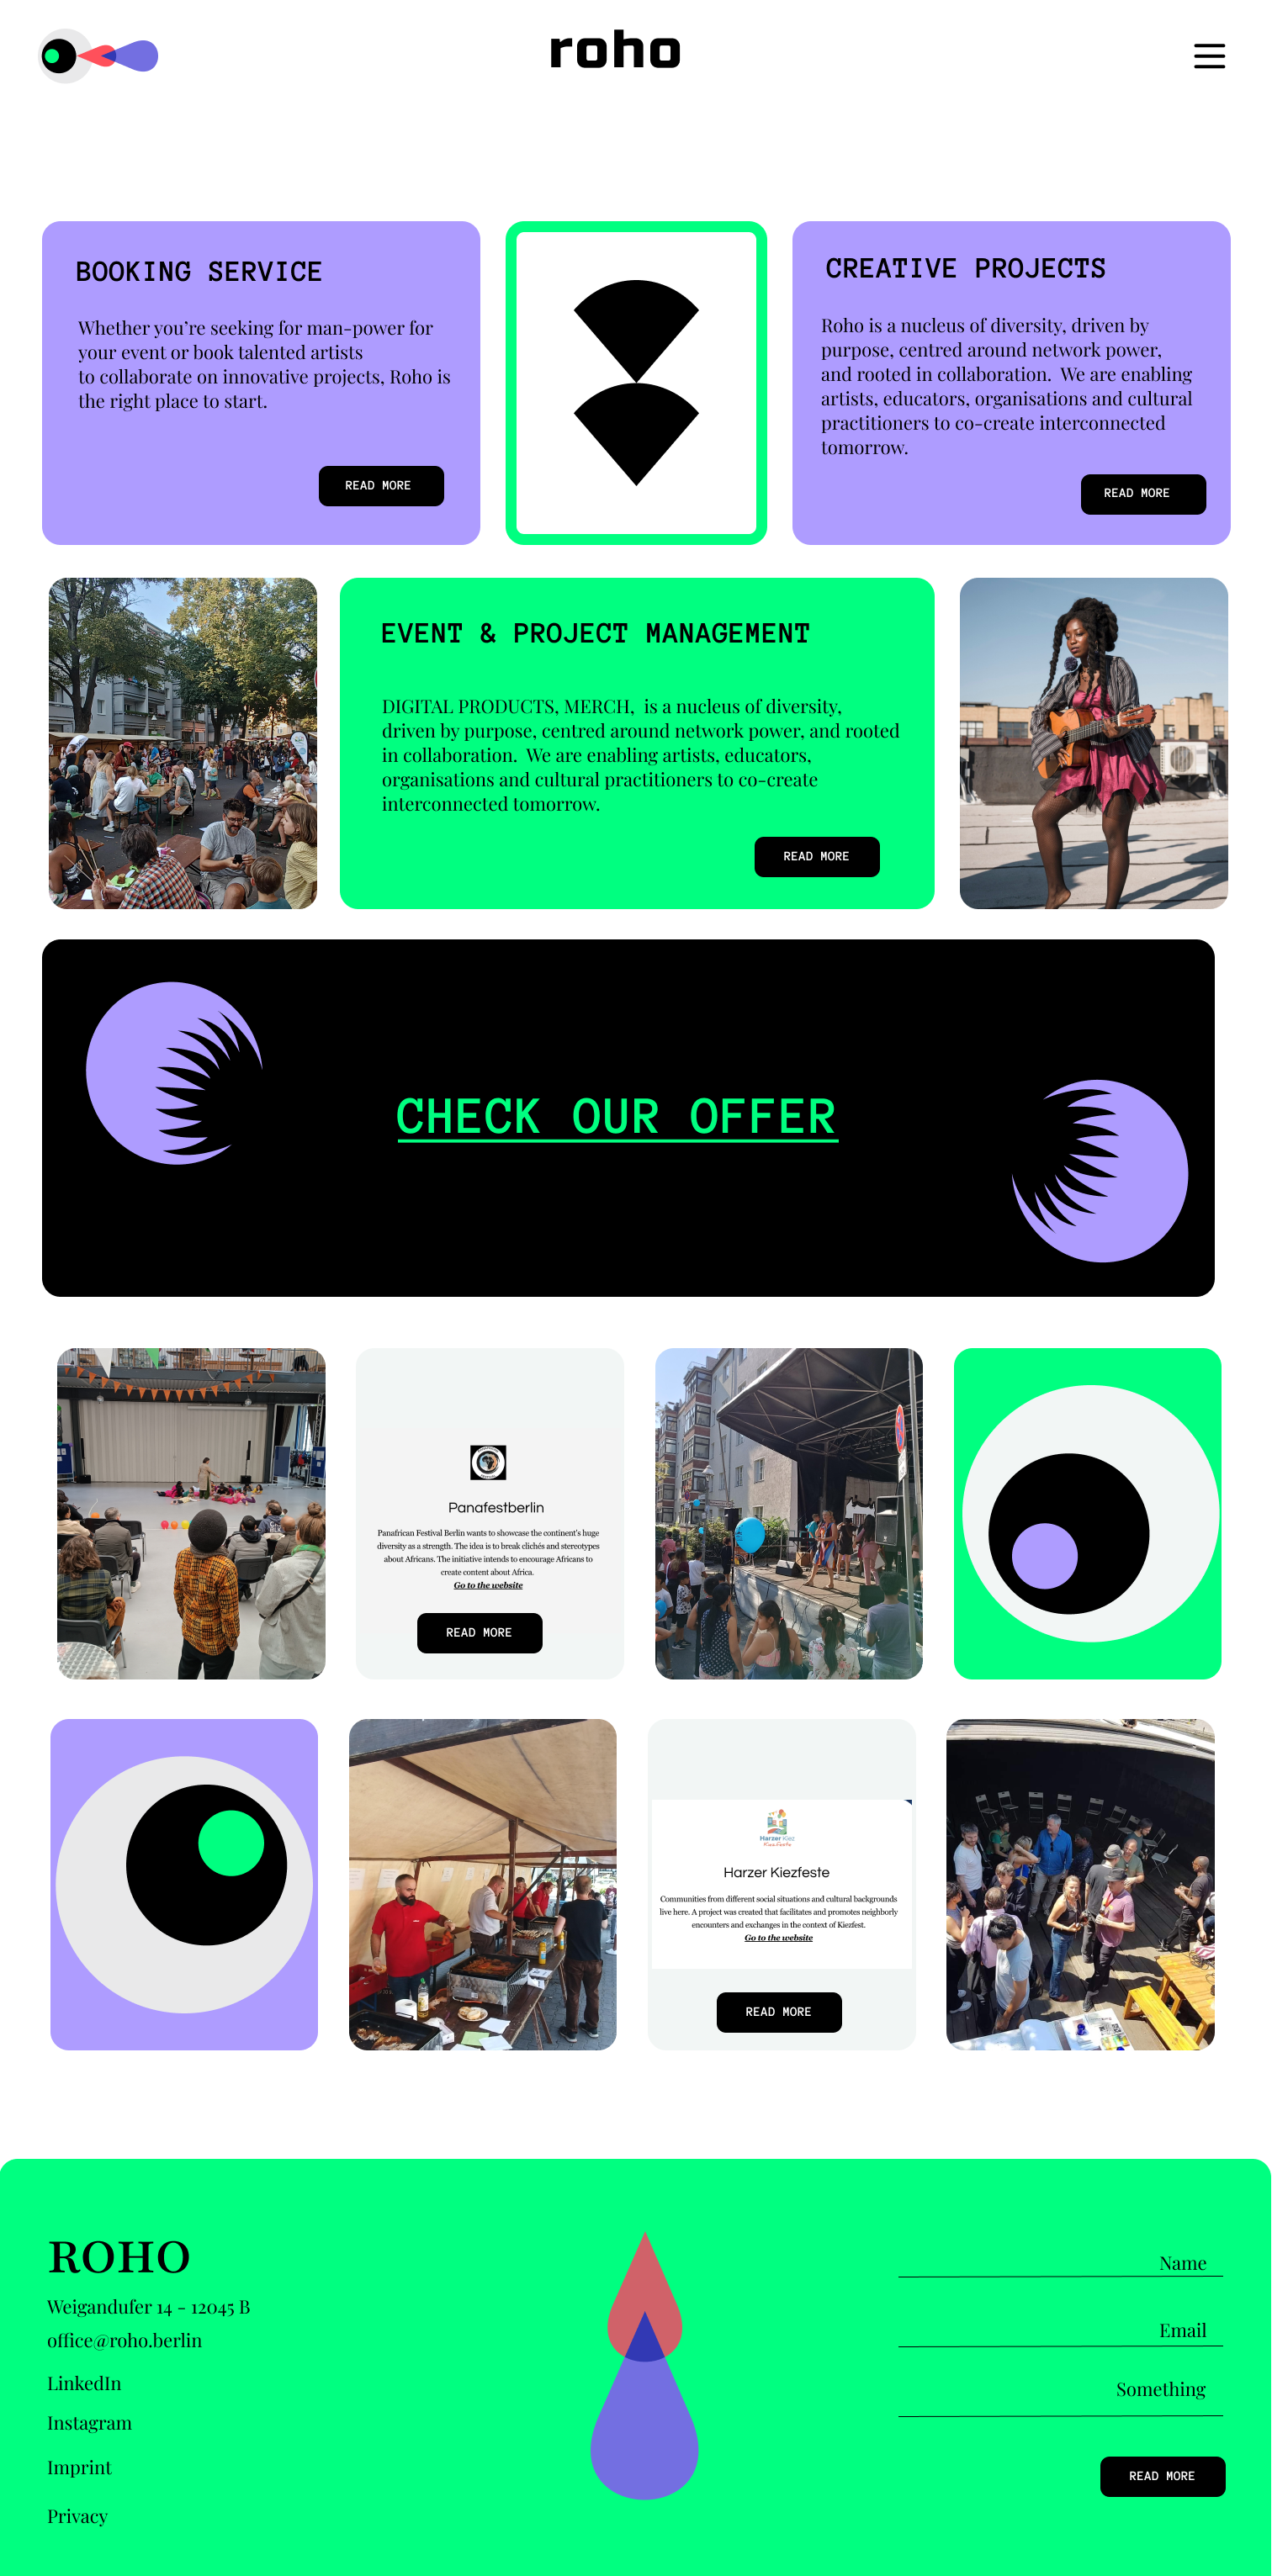 roho
BOOKING SERVICE
Whether you’re seeking for man-power for
your event or book talented artists
to collaborate on innovative projects, Roho is
the right place to start.
READ MORE
CREATIVE PROJECTS
Roho is a nucleus of diversity, driven by
purpose, centred around network power,
and rooted in collaboration.  We are enabling
artists, educators, organisations and cultural
practitioners to co-create interconnected
tomorrow.
READ MORE
EVENT & PROJECT MANAGEMENT
DIGITAL PRODUCTS, MERCH,  is a nucleus of diversity,
driven by purpose, centred around network power, and rooted
in collaboration.  We are enabling artists, educators,
organisations and cultural practitioners to co-create
interconnected tomorrow.
READ MORE
CHECK OUR OFFER
Panafestberlin
Panafrican Festival Berlin wants to showcase the continent's huge
diversity as a strength. The idea is to break clichés and stereotypes
about Africans. The initiative intends to encourage Africans to
create content about Africa.
Go to the website
READ MORE
Harzer Kiez
Kiezfeste
Harzer Kiezfeste
Communities from different social situations and cultural backgrounds
live here. A project was created that facilitates and promotes neighborly
encounters and exchanges in the context of Kiezfest.
Go to the website
READ MORE
ROHO
Weigandufer 14 - 12045 B
office@roho.berlin
LinkedIn
Instagram
Imprint
Privacy
Name
Email
Something
READ MORE